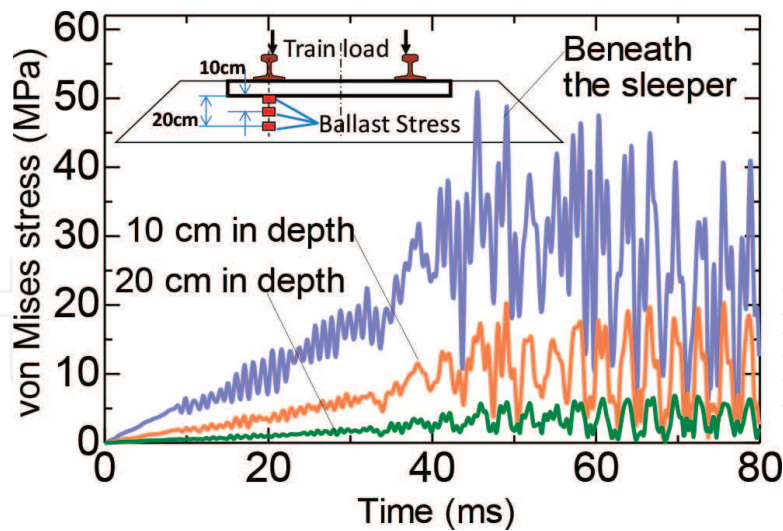 60
50
40
30
20
10
0
von Mises stress (MPa)
Train load
10cm
20cm
Ballast Stress
Beneath
the sleeper
10 cm in depth
20 cm in depth
0 20 40 60 80
Time (ms)